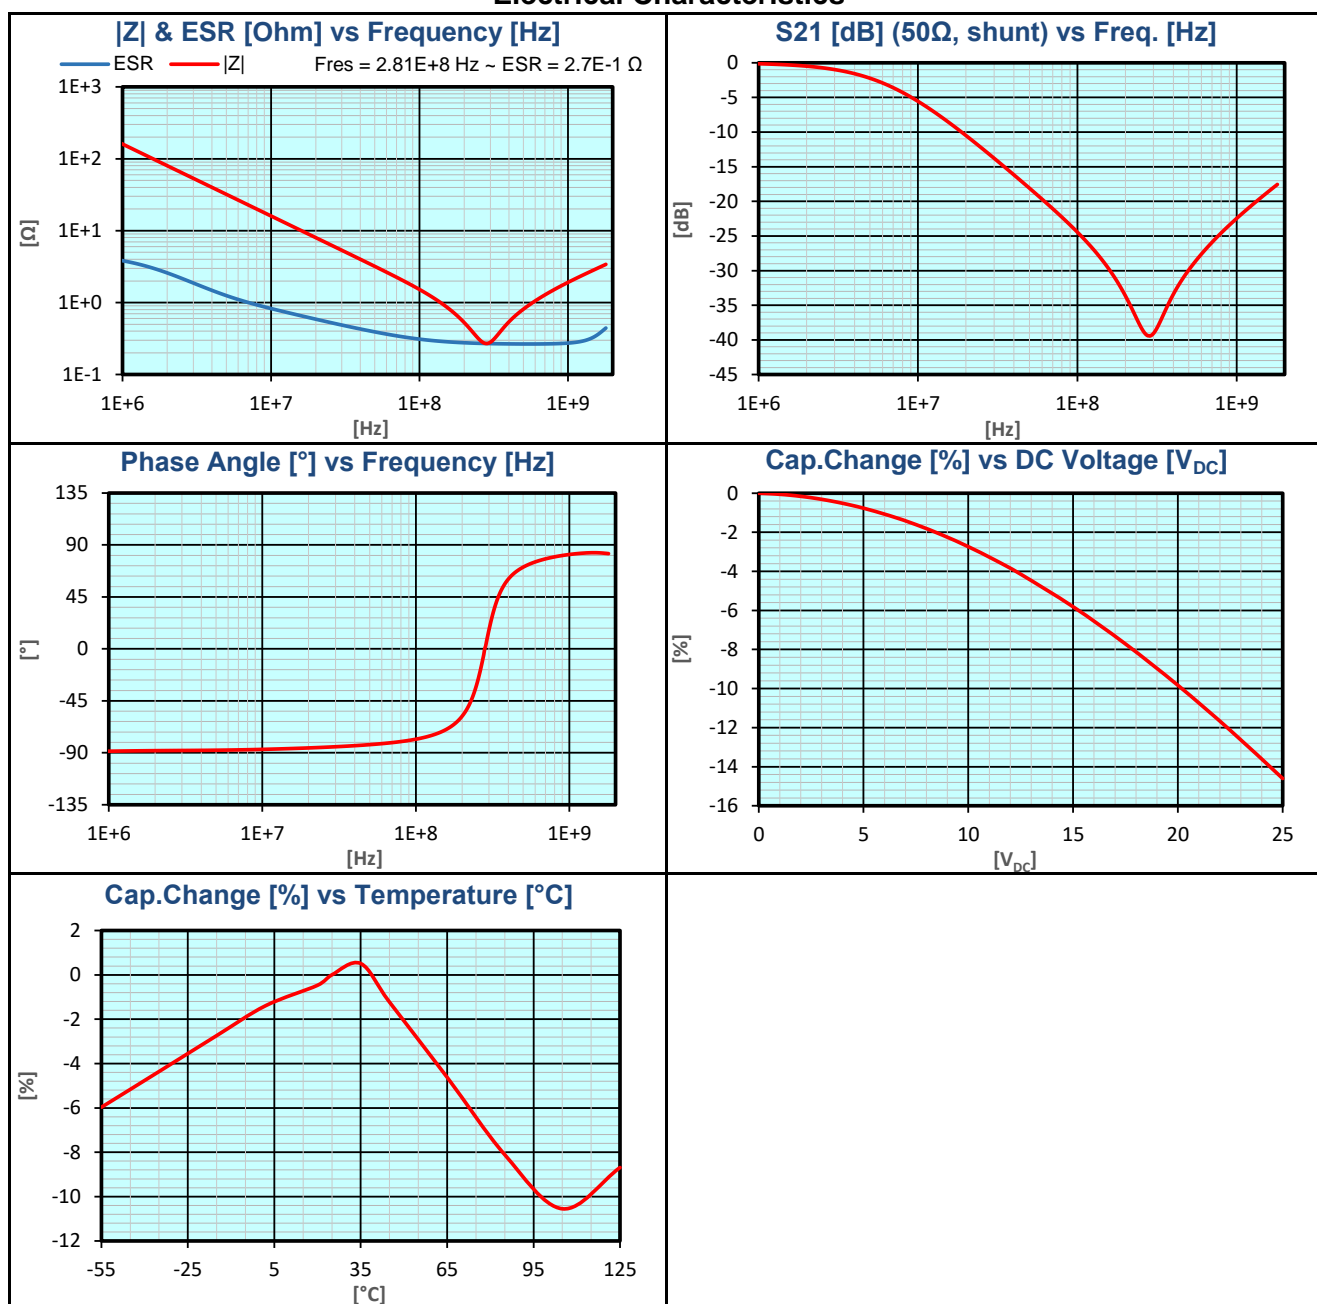 Electrical Characteristics
|Z| & ESR [Ohm] vs Frequency [Hz]
ESR |Z| Fres = 2.81E+8 Hz ~ ESR = 2.7E-1 Ω
1E+3
1E+2
1E+1
1E+0
1E-1
[Ω]
1E+6 1E+7 1E+8 1E+9
[Hz]
S21 [dB] (50Ω, shunt) vs Freq. [Hz]
0
-5
-10
-15
-20
-25
-30
-35
-40
-45
[dB]
1E+6 1E+7 1E+8 1E+9
[Hz]
Phase Angle [°] vs Frequency [Hz]
135
90
45
0
-45
-90
-135
[°]
1E+6 1E+7 1E+8 1E+9
[Hz]
Cap.Change [%] vs DC Voltage [VDC]
0
-2
-4
-6
-8
-10
-12
-14
-16
[%]
0 5 10 15 20 25
[VDC]
Cap.Change [%] vs Temperature [°C]
2
0
-2
-4
-6
-8
-10
-12
[%]
-55 -25 5 35 65 95 125
[°C]